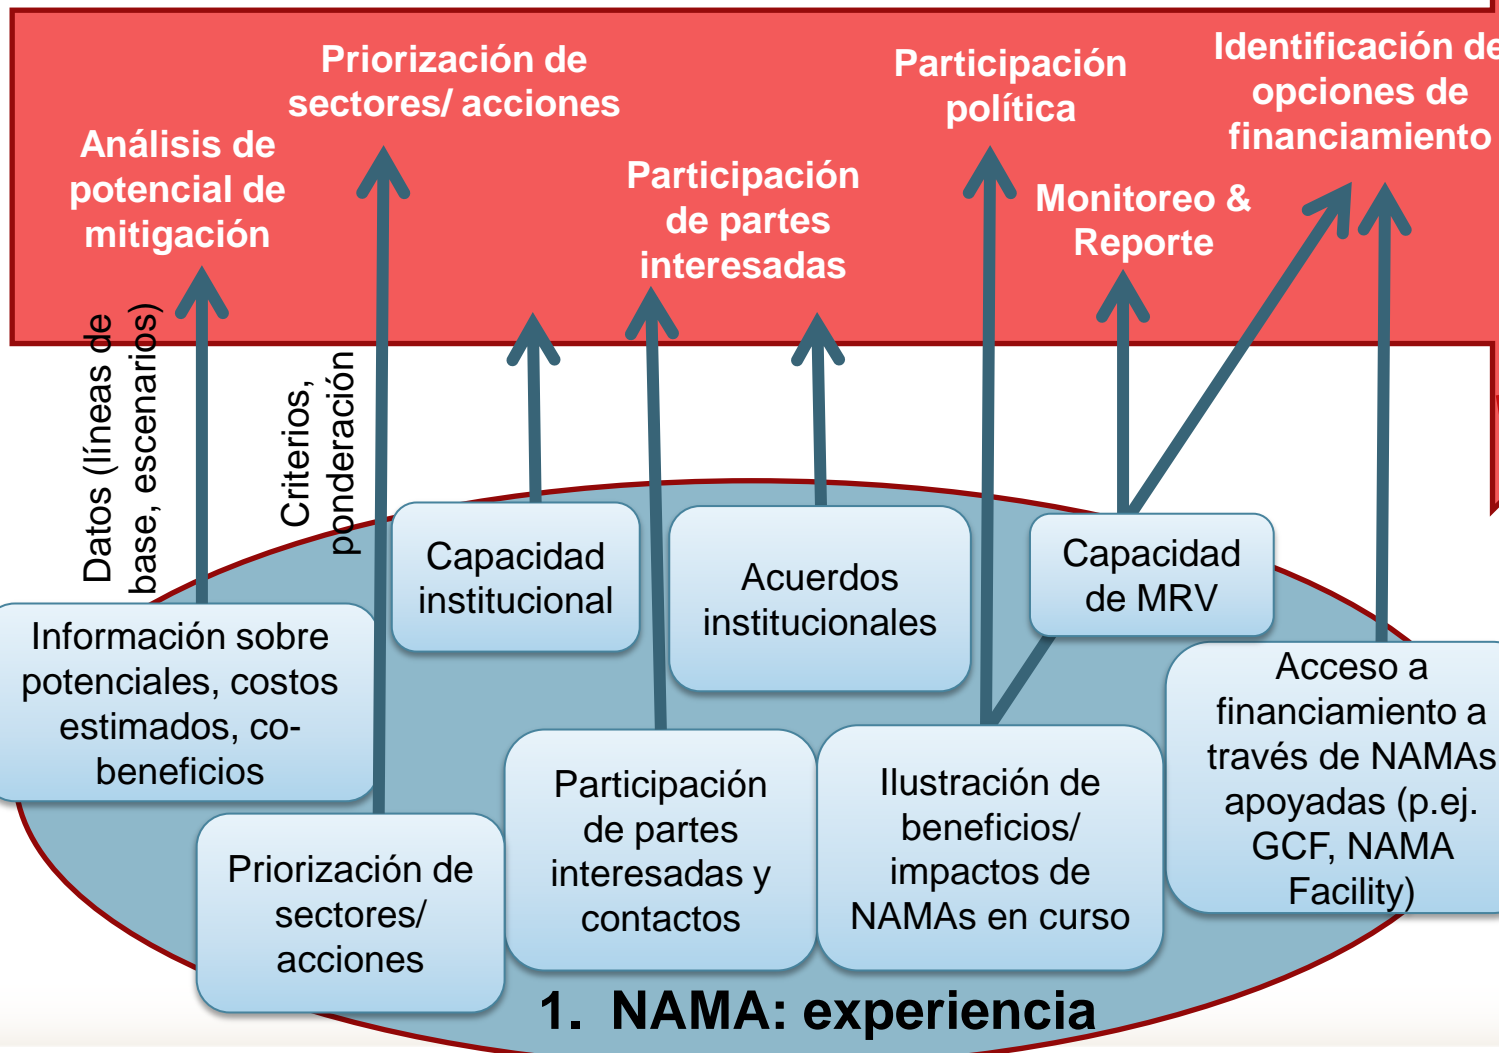 Priorización de
sectores/ acciones
Participación
política
Identificación de
opciones de
financiamiento
Análisis de
potencial de
mitigación
Participación
de partes
interesadas
Monitoreo &
Reporte
Datos (líneas de
base, escenarios)
Criterios,
ponderación
Capacidad
institucional
Acuerdos
institucionales
Capacidad
de MRV
Información sobre
potenciales, costos
estimados, co-
beneficios
Acceso a
financiamiento a
través de NAMAs
apoyadas (p.ej.
GCF, NAMA
Facility)
Priorización de
sectores/
acciones
Participación
de partes
interesadas y
contactos
Ilustración de
beneficios/
impactos de
NAMAs en curso
1. NAMA: experiencia